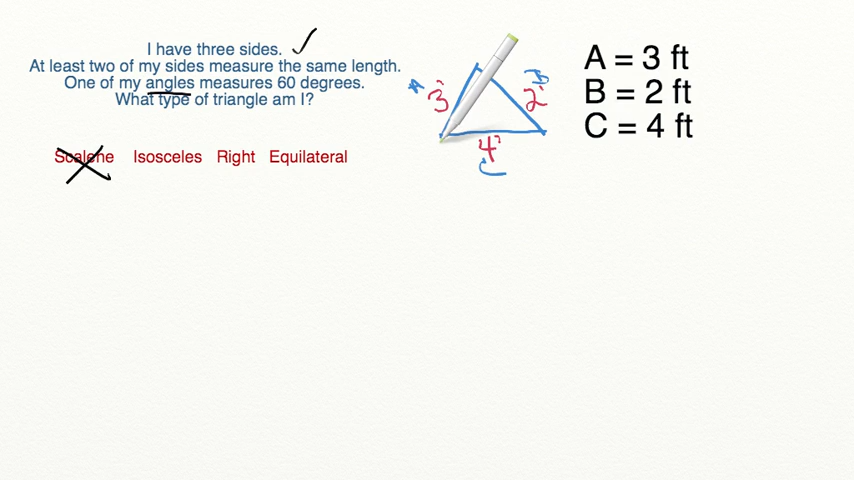 I have three sides.
At least two of my sides measure the same length.
One of my angles measures 60 degrees.
What type of triangle am I?
Scalene Isosceles Right Equilateral
A
3'
B
2'
4'
C
A = 3 ft
B = 2 ft
C = 4 ft